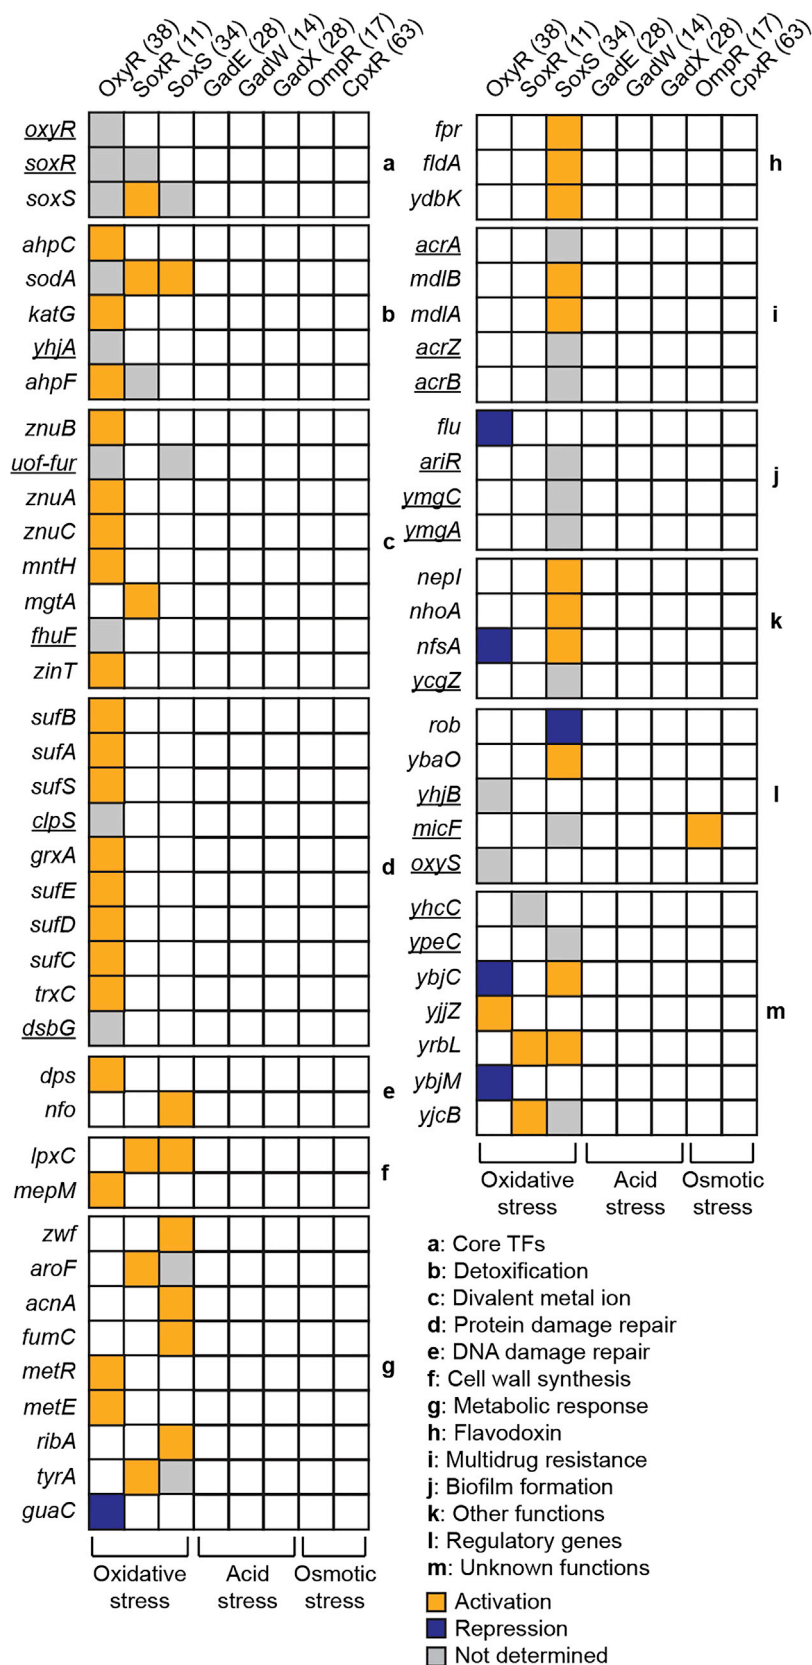 OxyR (38)
SoxR (11)
SoxS (34)
GadE (28)
GadW (14)
GadX (28)
OmpR (17)
CpxR (63)
oxyR
soxR
soxS
a
ahpC
sodA
katG
yhjA
ahpF
b
znuB
uof-fur
znuA
znuC
mntH
mgtA
fhuF
zinT
c
sufB
sufA
sufS
clpS
grxA
sufE
sufD
sufC
trxC
dsbG
d
dps
nfo
e
lpxC
mepM
f
zwf
aroF
acnA
fumC
metR
metE
ribA
tyrA
guaC
g
Oxidative
stress
Acid
stress
Osmotic
stress
OxyR (38)
SoxR (11)
SoxS (34)
GadE (28)
GadW (14)
GadX (28)
OmpR (17)
CpxR (63)
fpr
fldA
ydbK
h
acrA
mdlB
mdlA
acrZ
acrB
i
flu
ariR
ymgC
ymgA
j
nepI
nhoA
nfsA
ycgZ
k
rob
ybaO
yhjB
micF
oxyS
l
yhcC
ypeC
ybjC
yjjZ
yrbL
ybjM
yjcB
m
Oxidative
stress
Acid
stress
Osmotic
stress
a: Core TFs
b: Detoxification
c: Divalent metal ion
d: Protein damage repair
e: DNA damage repair
f: Cell wall synthesis
g: Metabolic response
h: Flavodoxin
i: Multidrug resistance
j: Biofilm formation
k: Other functions
l: Regulatory genes
m: Unknown functions
Activation
Repression
Not determined